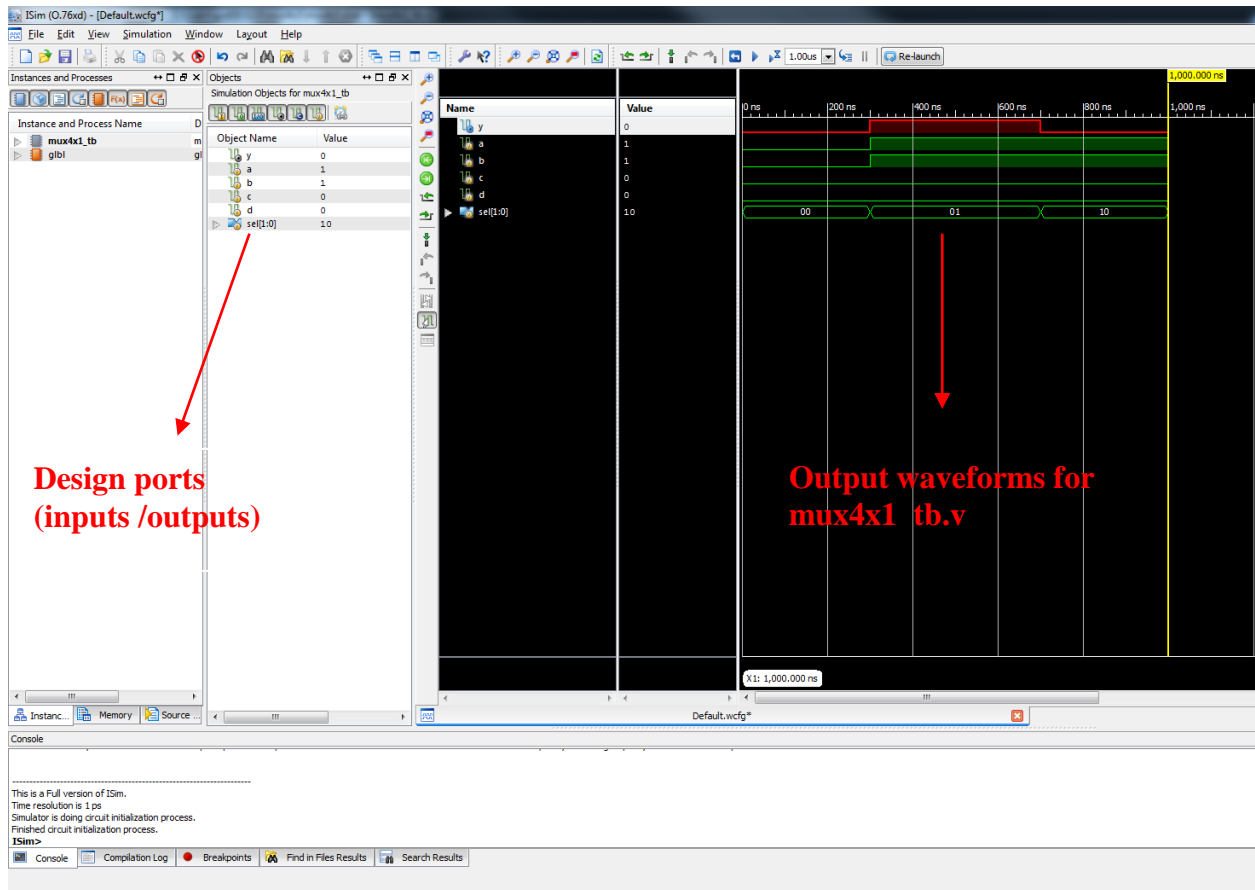 ISim (O.76xd) - [Default.wcfg*]
File Edit View Simulation Window Layout Help
1.00us Re-launch
Instances and Processes
Instance and Process Name D
mux4x1_tb m
glbl gl
Instanc... Memory Source ...
Objects
Simulation Objects for mux4x1_tb
Object Name Value
y 0
a 1
b 1
c 0
d 0
sel[1:0] 10
Name Value
y 0
a 1
b 1
c 0
d 0
sel[1:0] 10
1,000.000 ns
0 ns 200 ns 400 ns 600 ns 800 ns 1,000 ns
00 01 10
Design ports
(inputs /outputs)
Output waveforms for
mux4x1_tb.v
X1: 1,000.000 ns
Default.wcfg*
Console
This is a Full version of ISim.
Time resolution is 1 ps
Simulator is doing circuit initialization process.
Finished circuit initialization process.
ISim>
Console Compilation Log Breakpoints Find in Files Results Search Results